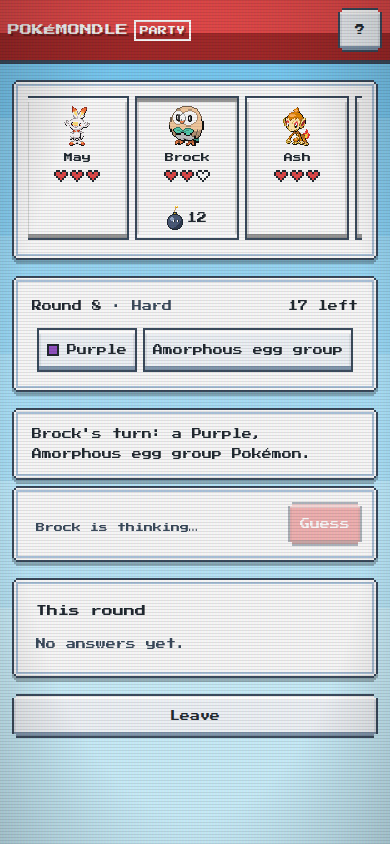 POKéMONDLE PARTY ?
May Brock Ash
12
Round 8 · Hard 17 left
Purple Amorphous egg group
Brock's turn: a Purple,
Amorphous egg group Pokémon.
Brock is thinking… Guess
This round
No answers yet.
Leave